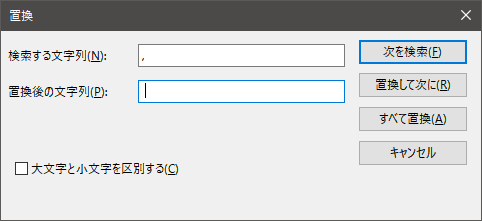 置換
検索する文字列(N):
,
次を検索(F)
置換後の文字列(P):
置換して次に(R)
すべて置換(A)
キャンセル
大文字と小文字を区別する(C)